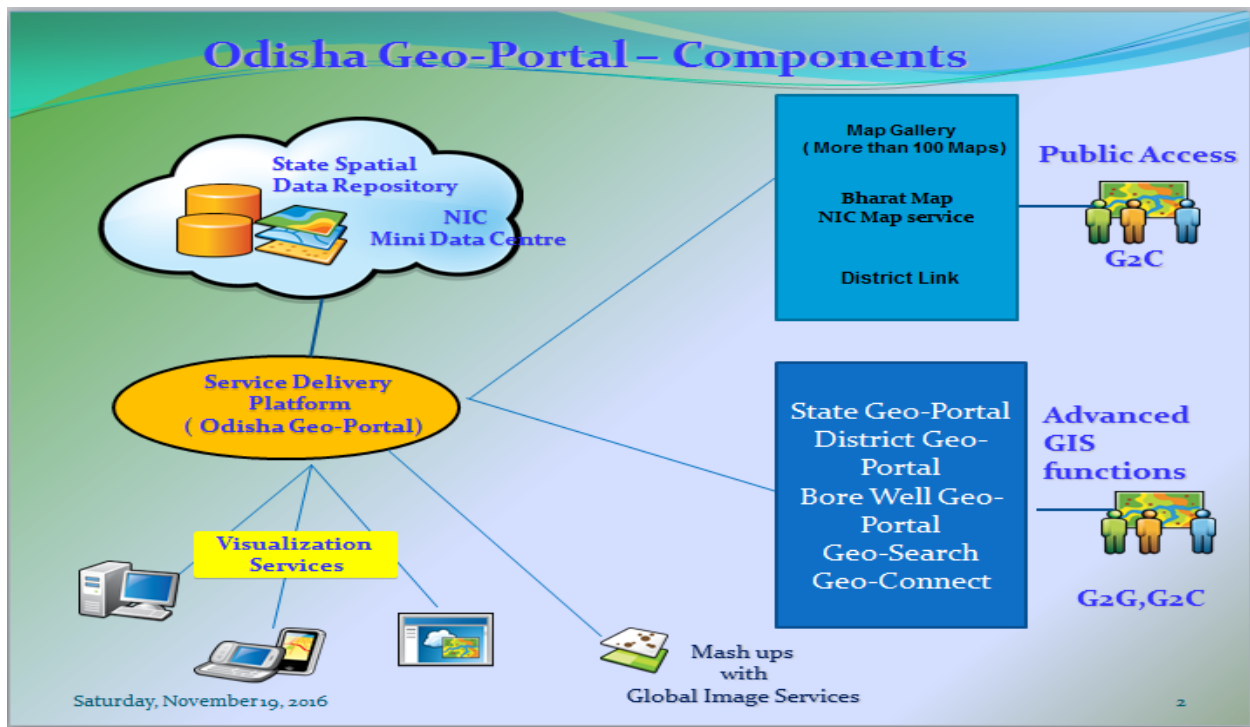 Odisha Geo-Portal – Components
State Spatial
Data Repository
NIC
Mini Data Centre
Service Delivery
Platform
( Odisha Geo-Portal)
Visualization
Services
Mash ups
with
Global Image Services
Map Gallery
( More than 100 Maps)
Bharat Map
NIC Map service
District Link
Public Access
G2C
State Geo-Portal
District Geo-
Portal
Bore Well Geo-
Portal
Geo-Search
Geo-Connect
Advanced
GIS
functions
G2G,G2C
Saturday, November 19, 2016
2